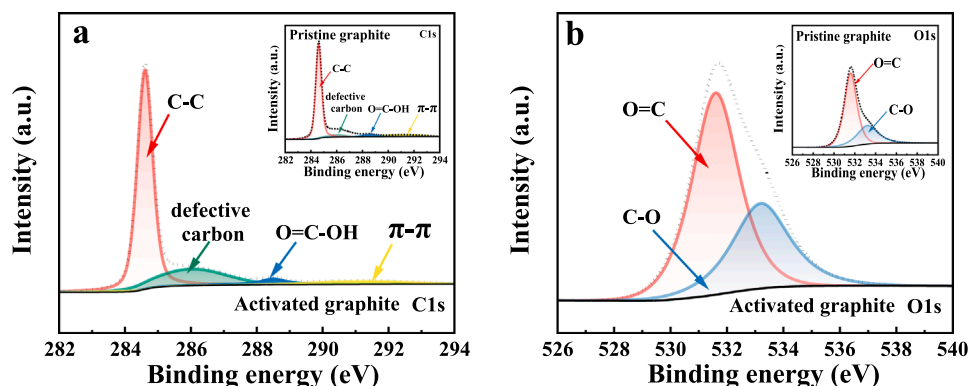 a
Pristine graphite C1s
C-C
defective
carbon
O=C-OH
π-π
282 284 286 288 290 292 294
Binding energy (eV)
Intensity (a.u.)
C-C
defective
carbon
O=C-OH
π-π
Activated graphite C1s
282 284 286 288 290 292 294
Binding energy (eV)
Intensity (a.u.)
b
Pristine graphite O1s
O=C
C-O
526 528 530 532 534 536 538 540
Binding energy (eV)
Intensity (a.u.)
O=C
C-O
Activated graphite O1s
526 528 530 532 534 536 538 540
Binding energy (eV)
Intensity (a.u.)